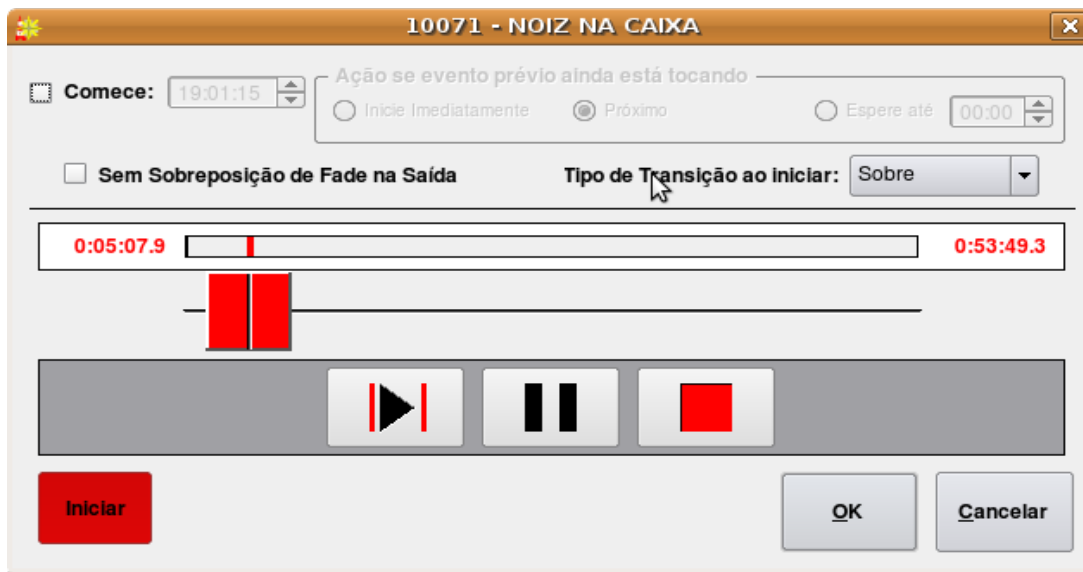 10071 - NOIZ NA CAIXA
Ação se evento prévio ainda está tocando
Comece: 19:01:15
Inicie Imediatamente Próximo Espere até 00:00
Sem Sobreposição de Fade na Saída Tipo de Transição ao iniciar: Sobre
0:05:07.9 0:53:49.3
Iniciar OK Cancelar